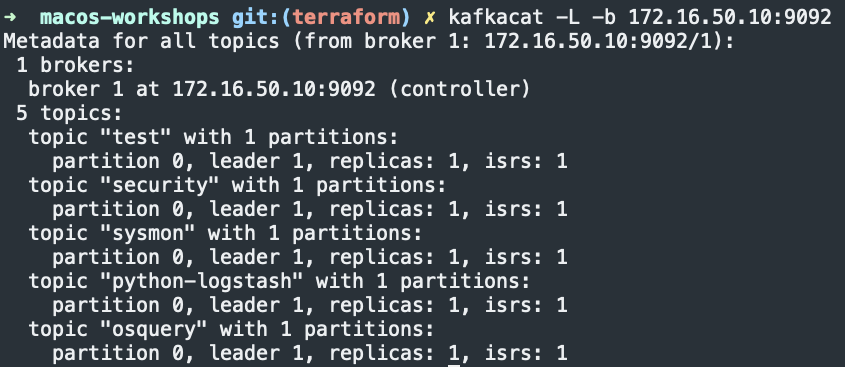 ➜  macos-workshops git:(terraform) ✗ kafkacat -L -b 172.16.50.10:9092
Metadata for all topics (from broker 1: 172.16.50.10:9092/1):
 1 brokers:
  broker 1 at 172.16.50.10:9092 (controller)
 5 topics:
  topic "test" with 1 partitions:
    partition 0, leader 1, replicas: 1, isrs: 1
  topic "security" with 1 partitions:
    partition 0, leader 1, replicas: 1, isrs: 1
  topic "sysmon" with 1 partitions:
    partition 0, leader 1, replicas: 1, isrs: 1
  topic "python-logstash" with 1 partitions:
    partition 0, leader 1, replicas: 1, isrs: 1
  topic "osquery" with 1 partitions:
    partition 0, leader 1, replicas: 1, isrs: 1